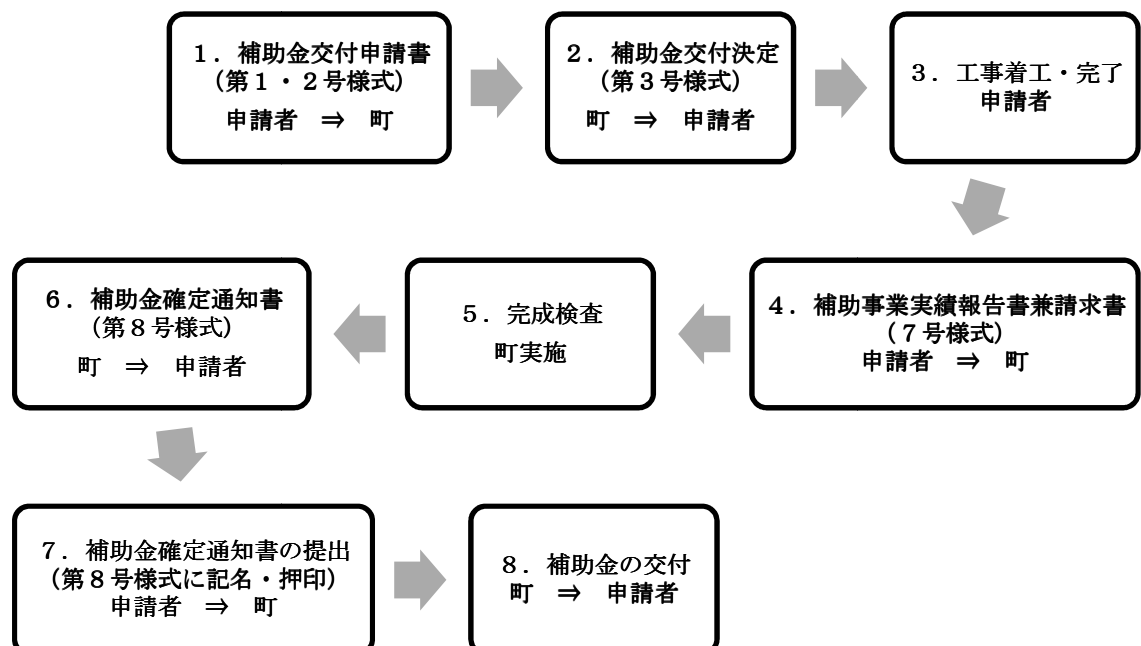 １．補助金交付申請書
（第１・２号様式）
申請者　⇒　町
２．補助金交付決定
（第３号様式）
町　⇒　申請者
３．工事着工・完了
申請者
４．補助事業実績報告書兼請求書
（７号様式）
申請者　⇒　町
５．完成検査
町実施
６．補助金確定通知書
（第８号様式）
町　⇒　申請者
７．補助金確定通知書の提出
（第８号様式に記名・押印）
申請者　⇒　町
８．補助金の交付
町　⇒　申請者